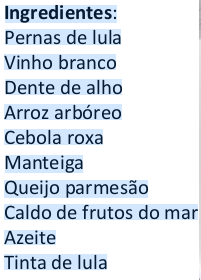 Ingredientes:
Pernas de lula
Vinho branco
Dente de alho
Arroz arbóreo
Cebola roxa
Manteiga
Queijo parmesão
Caldo de frutos do mar
Azeite
Tinta de lula